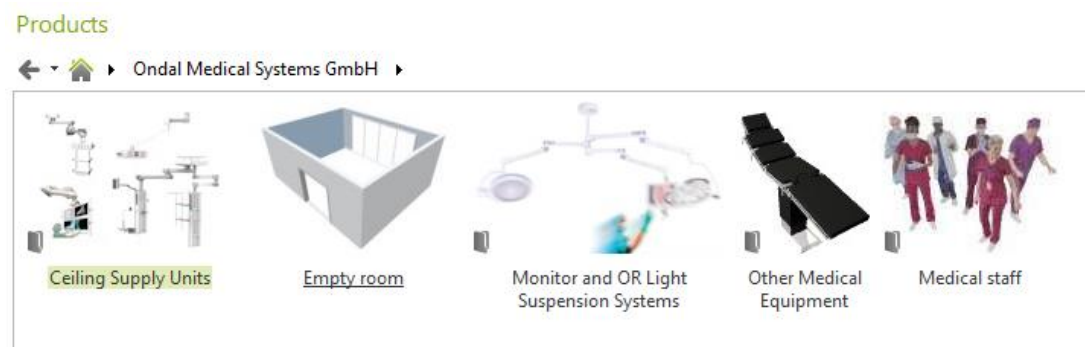 Products
Ondal Medical Systems GmbH
Ceiling Supply Units
Empty room
Monitor and OR Light
Suspension Systems
Other Medical
Equipment
Medical staff